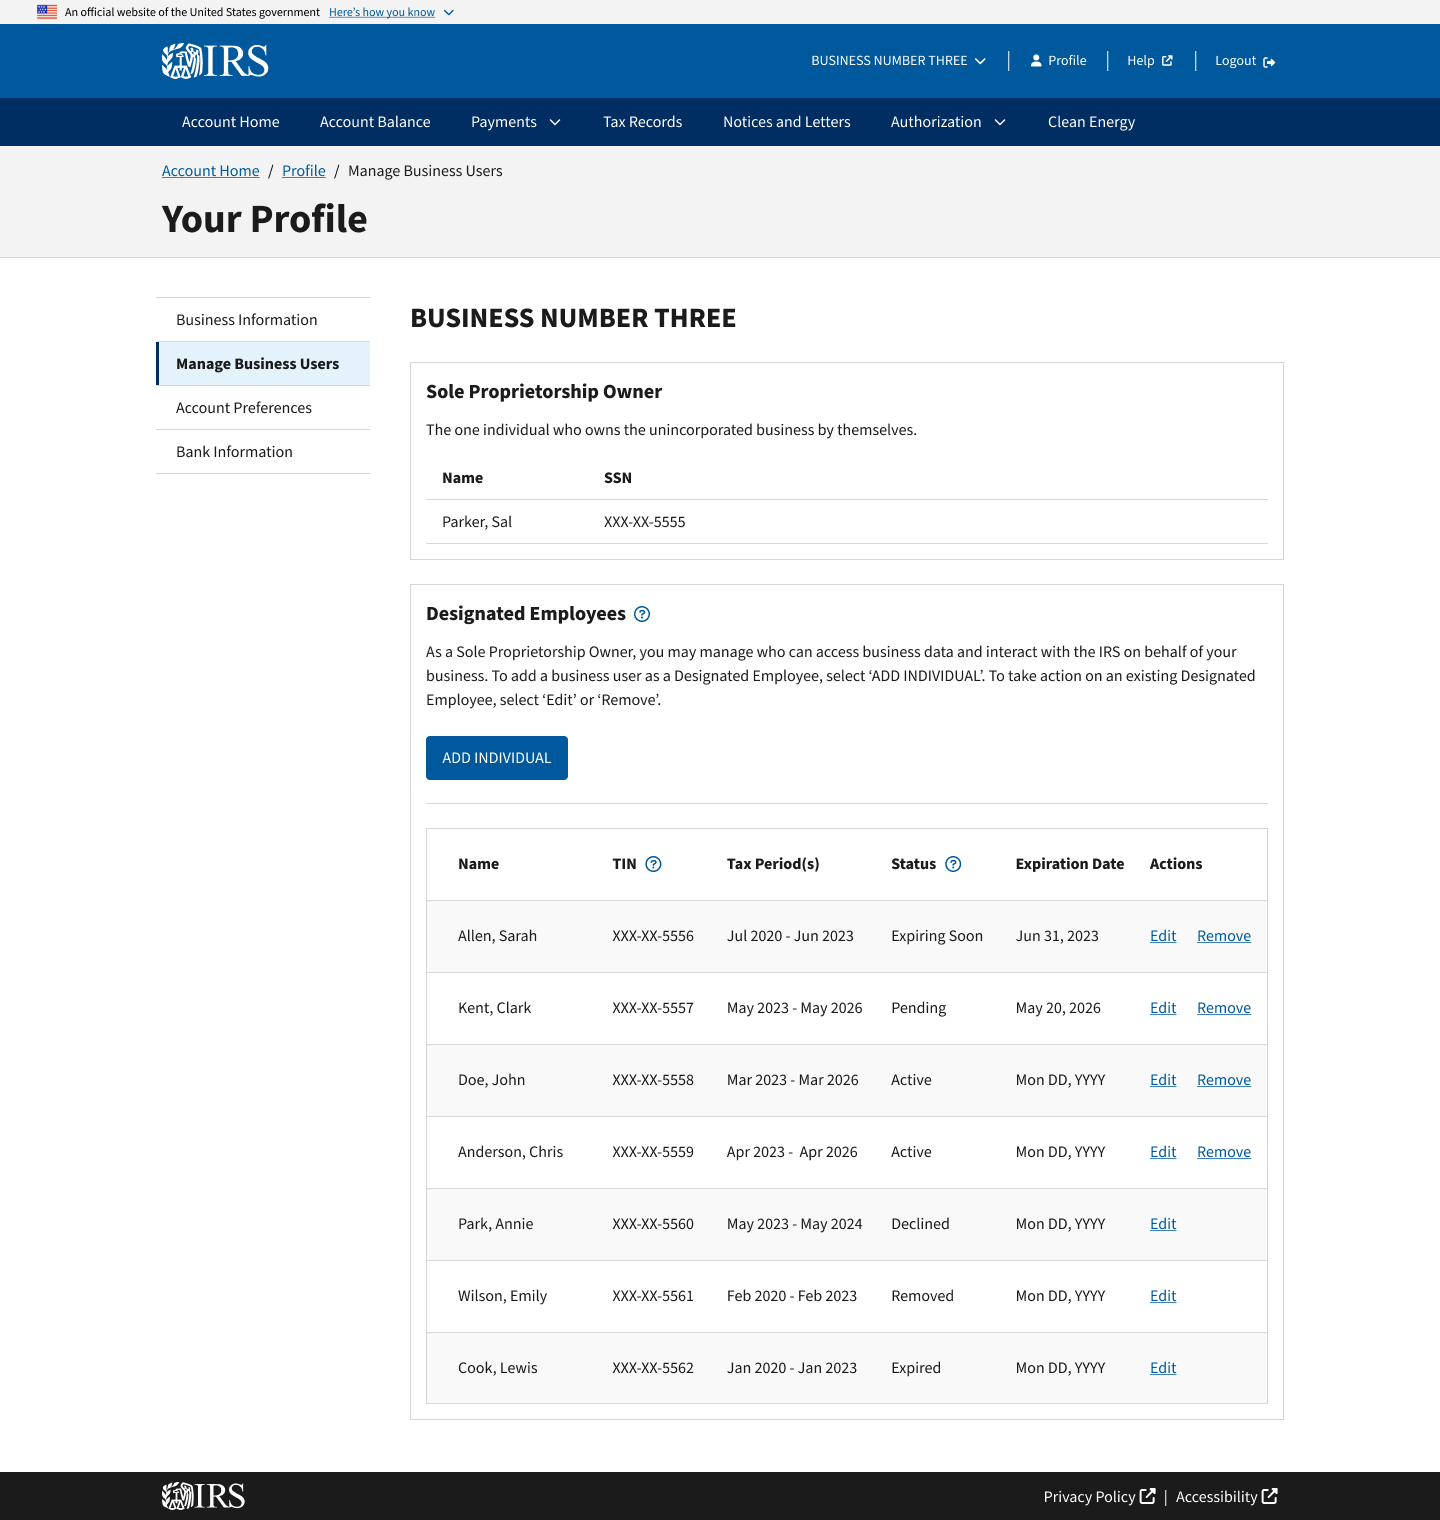 An official website of the United States government Here's how you know
IRS
BUSINESS NUMBER THREE
Profile
Help
Logout
Account Home
Account Balance
Payments
Tax Records
Notices and Letters
Authorization
Clean Energy
Account Home / Profile / Manage Business Users
Your Profile
Business Information
Manage Business Users
Account Preferences
Bank Information
BUSINESS NUMBER THREE
Sole Proprietorship Owner
The one individual who owns the unincorporated business by themselves.
Name SSN
Parker, Sal XXX-XX-5555
Designated Employees ?
As a Sole Proprietorship Owner, you may manage who can access business data and interact with the IRS on behalf of your
business. To add a business user as a Designated Employee, select ‘ADD INDIVIDUAL’. To take action on an existing Designated
Employee, select ‘Edit’ or ‘Remove’.
ADD INDIVIDUAL
Name TIN ? Tax Period(s) Status ? Expiration Date Actions
Allen, Sarah XXX-XX-5556 Jul 2020 - Jun 2023 Expiring Soon Jun 31, 2023 Edit Remove
Kent, Clark XXX-XX-5557 May 2023 - May 2026 Pending May 20, 2026 Edit Remove
Doe, John XXX-XX-5558 Mar 2023 - Mar 2026 Active Mon DD, YYYY Edit Remove
Anderson, Chris XXX-XX-5559 Apr 2023 - Apr 2026 Active Mon DD, YYYY Edit Remove
Park, Annie XXX-XX-5560 May 2023 - May 2024 Declined Mon DD, YYYY Edit
Wilson, Emily XXX-XX-5561 Feb 2020 - Feb 2023 Removed Mon DD, YYYY Edit
Cook, Lewis XXX-XX-5562 Jan 2020 - Jan 2023 Expired Mon DD, YYYY Edit
IRS
Privacy Policy | Accessibility